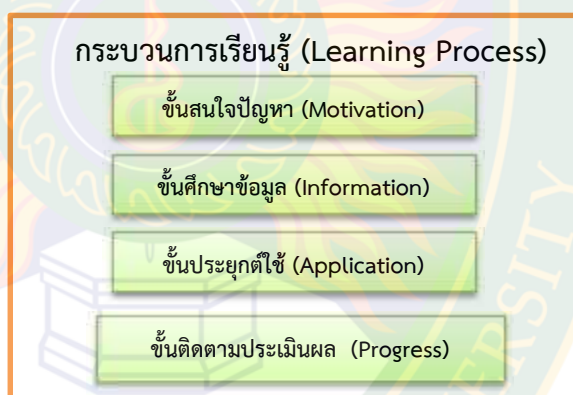 กระบวนการเรียนรู้ (Learning Process)
ขั้นสนใจปัญหา (Motivation)
ขั้นศึกษาข้อมูล (Information)
ขั้นประยุกต์ใช้ (Application)
ขั้นติดตามประเมินผล (Progress)